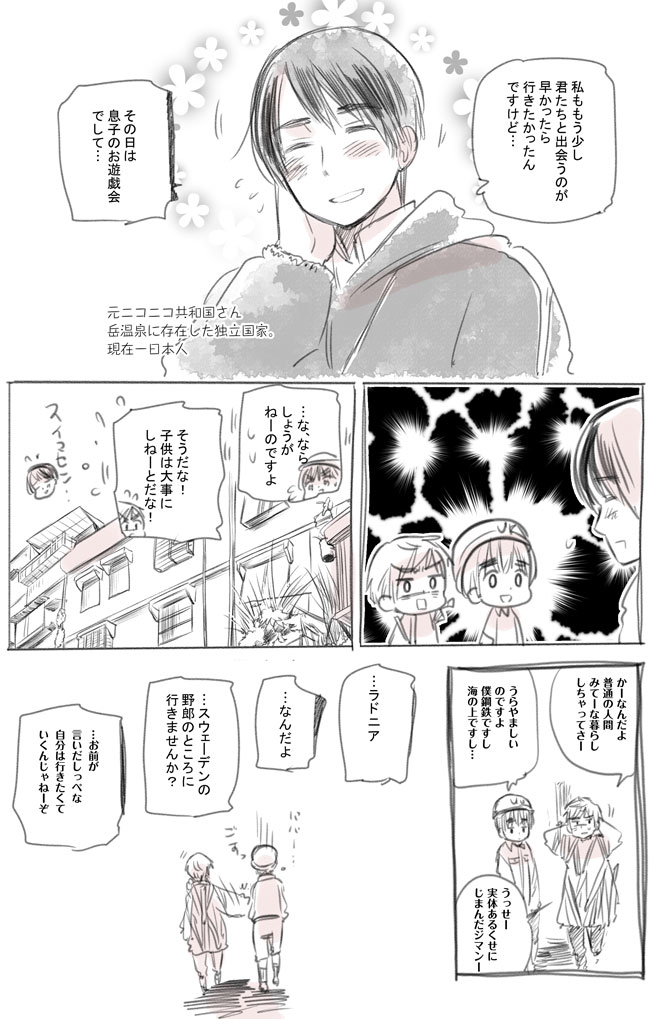 私ももう少し
君たちと出会うのが
早かったら
行きたかったん
ですけど…
その日は
息子のお遊戯会
でして…
元ニコニコ共和国さん
岳温泉に存在した独立国家。
現在一日本人
…な、なら
しょうが
ねーのですよ
そうだな！
子供は大事に
しねーとだな！
スイマセン…
かーなんだよ
普通の人間
みてーな暮らし
しちゃってさー
うらやましい
のですよ
僕鋼鉄ですし
海の上ですし…
うっせー
実体あるくせに
じまんだジマンー
…ラドニア
…なんだよ
…スウェーデンの
野郎のところに
行きませんか？
…お前が
言いだしっぺな
自分は行きたくて
いくんじゃねーぞ